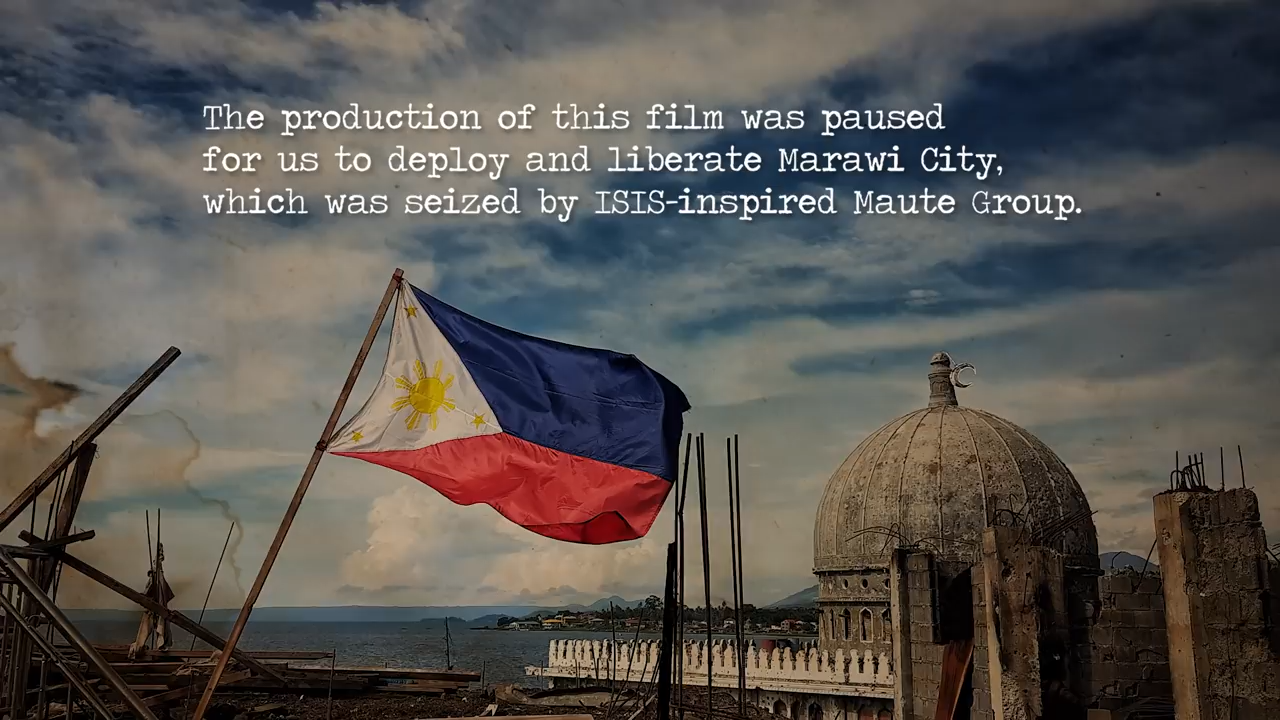 The production of this film was paused
for us to deploy and liberate Marawi City,
which was seized by ISIS-inspired Maute Group.